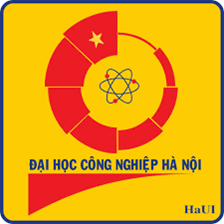 ĐẠI HỌC CÔNG NGHIỆP HÀ NỘI
HaUI